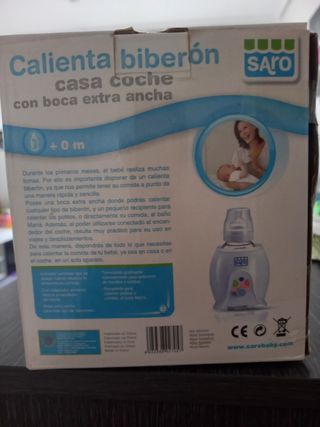 Calienta biberón
casa coche
con boca extra ancha
SARO
+ 0 m
Durante los primeros meses, el bebé realiza muchas
tomas. Por ello es importante disponer de un calienta
biberón, ya que nos permite tener su comida a punto de
una manera rápida y sencilla.
Posee una boca extra ancha donde podrás calentar
cualquier tipo de biberón, y un pequeño recipiente para
calentar los potitos, o directamente su comida, al baño
María. Además, al poder utilizarse conectado al encen-
dedor del coche, resulta muy práctico para su uso en
viajes y desplazamientos.
De esta manera, dispondrás de todo lo que necesitas
para calentar la comida de tu bebé, ya sea en casa o en
el coche, en un solo aparato.
SARO
CE
www.sarobaby.com